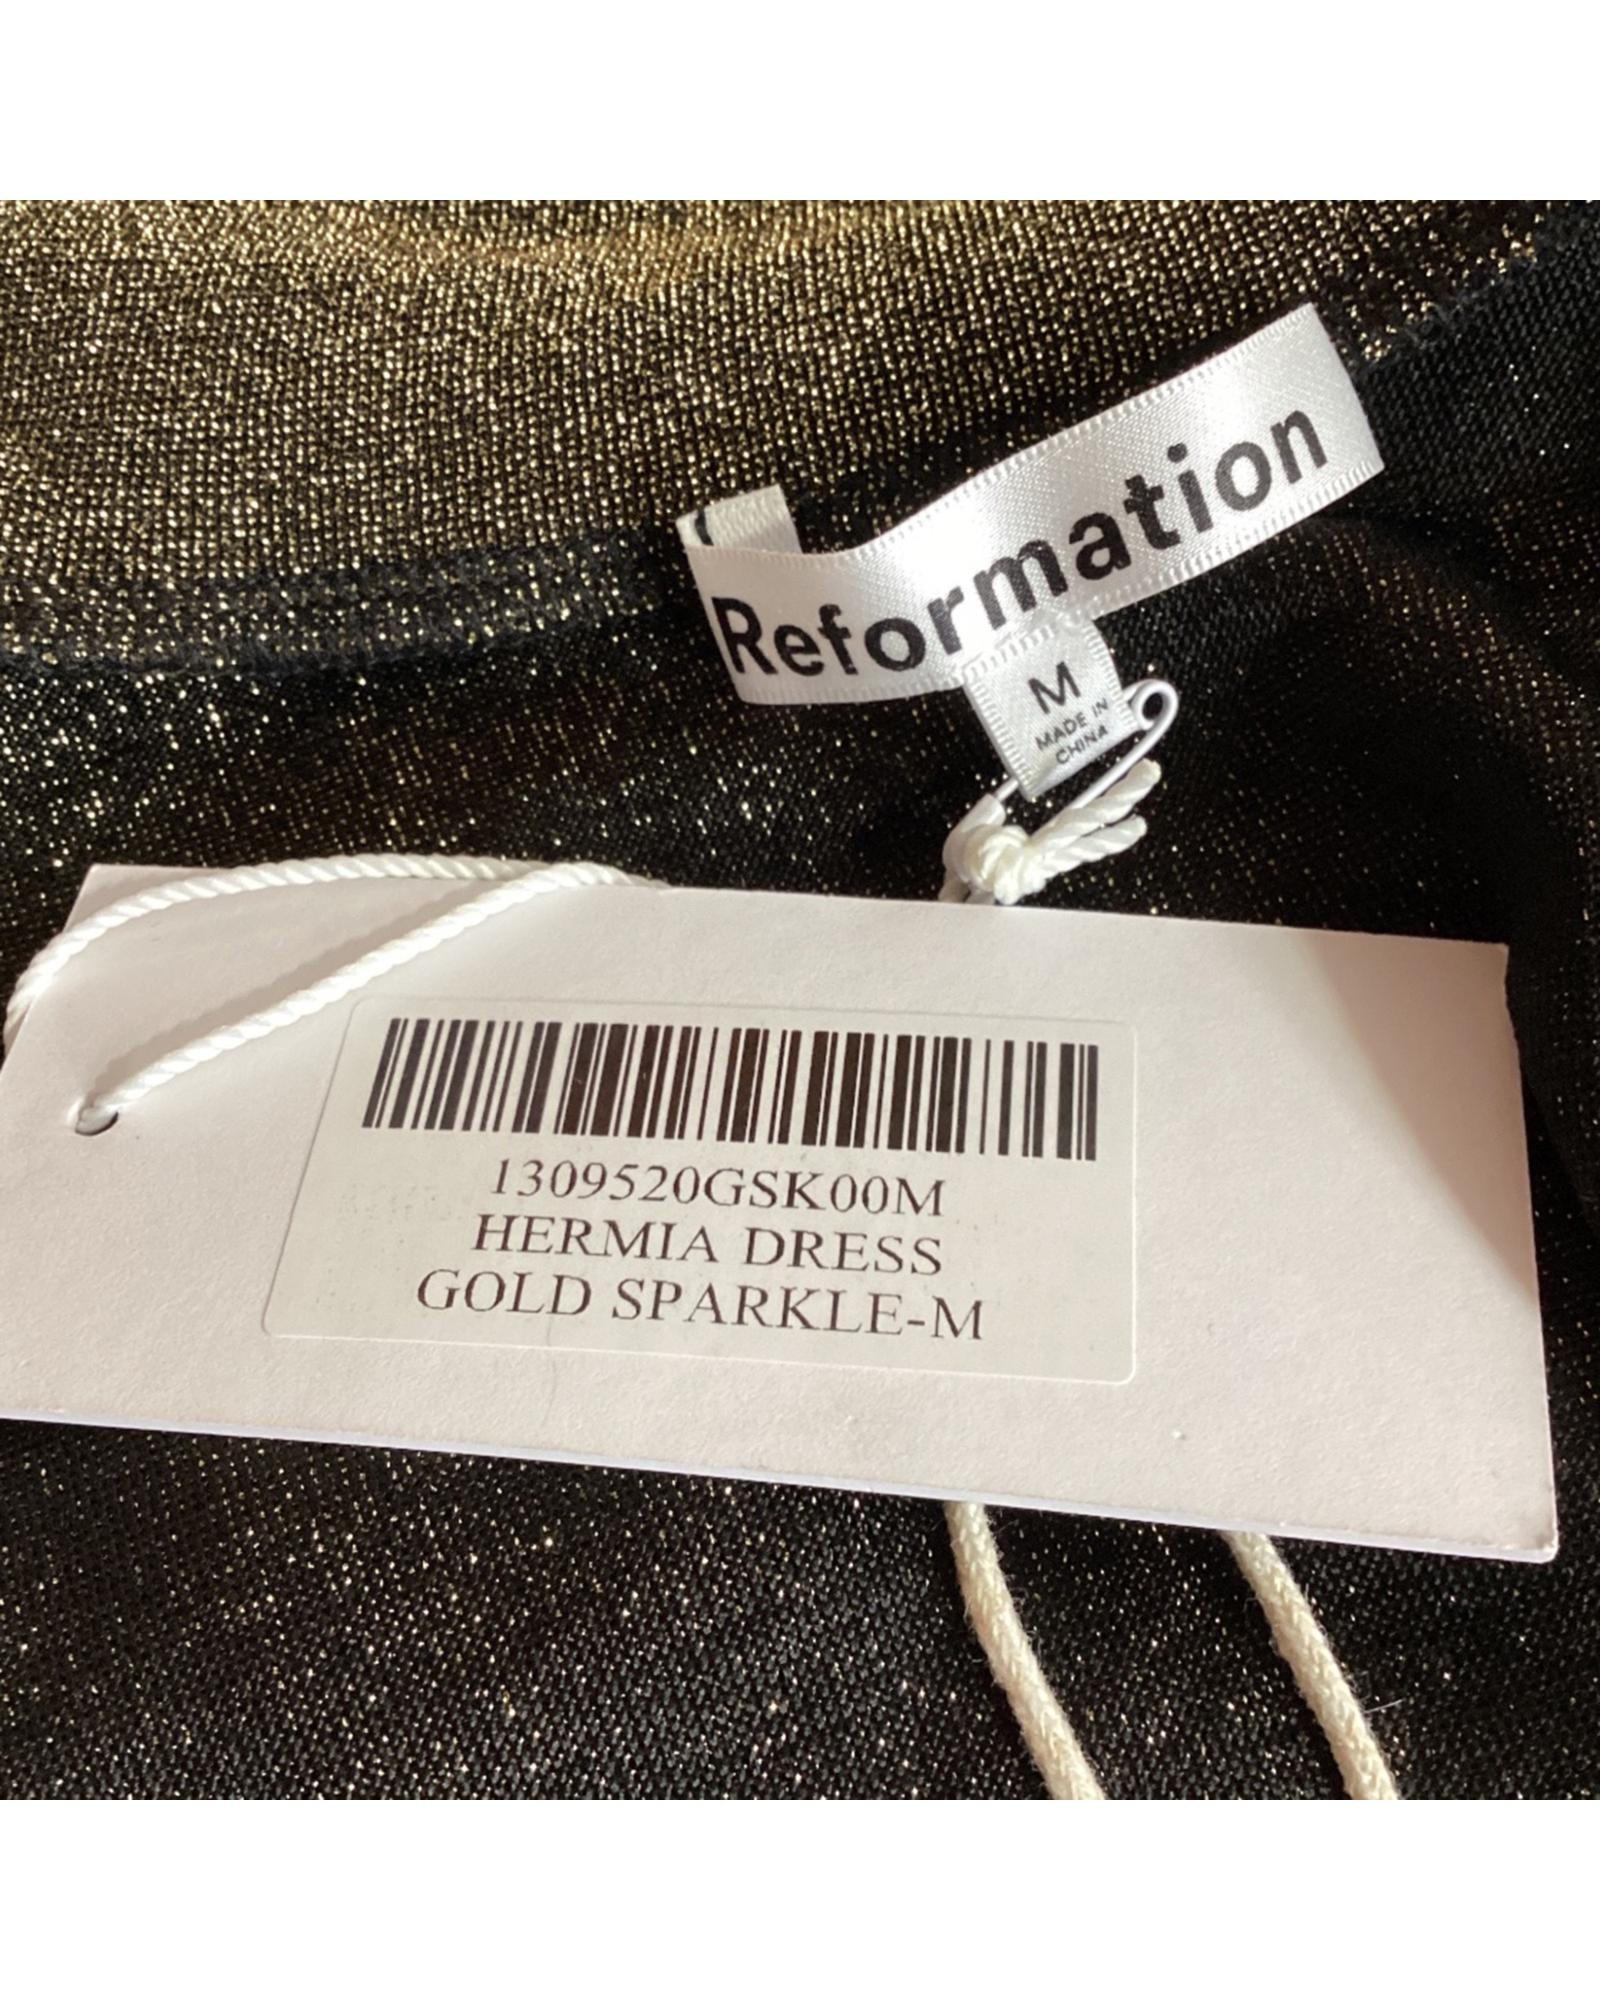 Reformation
M
MADE IN
CHINA
1309520GSK00M
HERMIA DRESS
GOLD SPARKLE-M